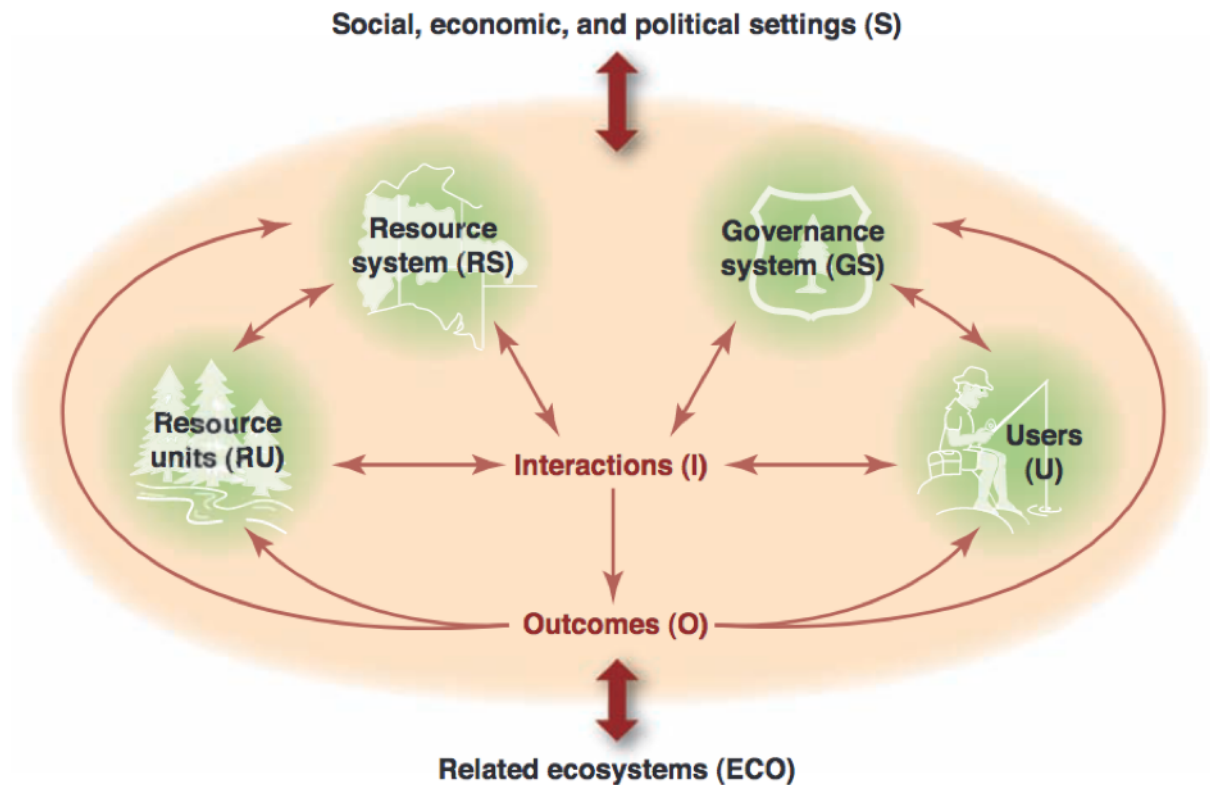 Social, economic, and political settings (S)
Resource
system (RS)
Governance
system (GS)
Resource
units (RU)
Interactions (I)
Users
(U)
Outcomes (O)
Related ecosystems (ECO)